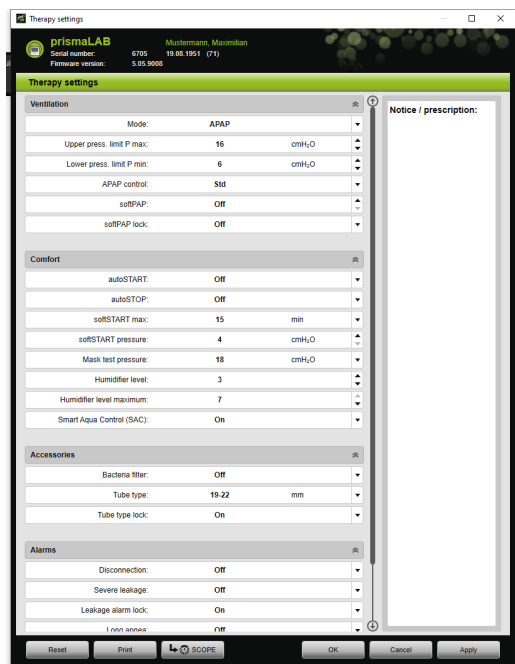 Therapy settings
prismaLAB Mustermann, Maximilian
Serial number: 6705 19.08.1951 (71)
Firmware version: 5.05.9008
Therapy settings
Ventilation
Mode: APAP
Upper press. limit P max: 16 cmH₂O
Lower press. limit P min: 6 cmH₂O
APAP control: Std
softPAP: Off
softPAP lock: Off
Comfort
autoSTART: Off
autoSTOP: Off
softSTART max: 15 min
softSTART pressure: 4 cmH₂O
Mask test pressure: 18 cmH₂O
Humidifier level: 3
Humidifier level maximum: 7
Smart Aqua Control (SAC): On
Accessories
Bacteria filter: Off
Tube type: 19-22 mm
Tube type lock: On
Alarms
Disconnection: Off
Severe leakage: Off
Leakage alarm lock: On
Long apnea: Off
Notice / prescription:
Reset Print SCOPE OK Cancel Apply